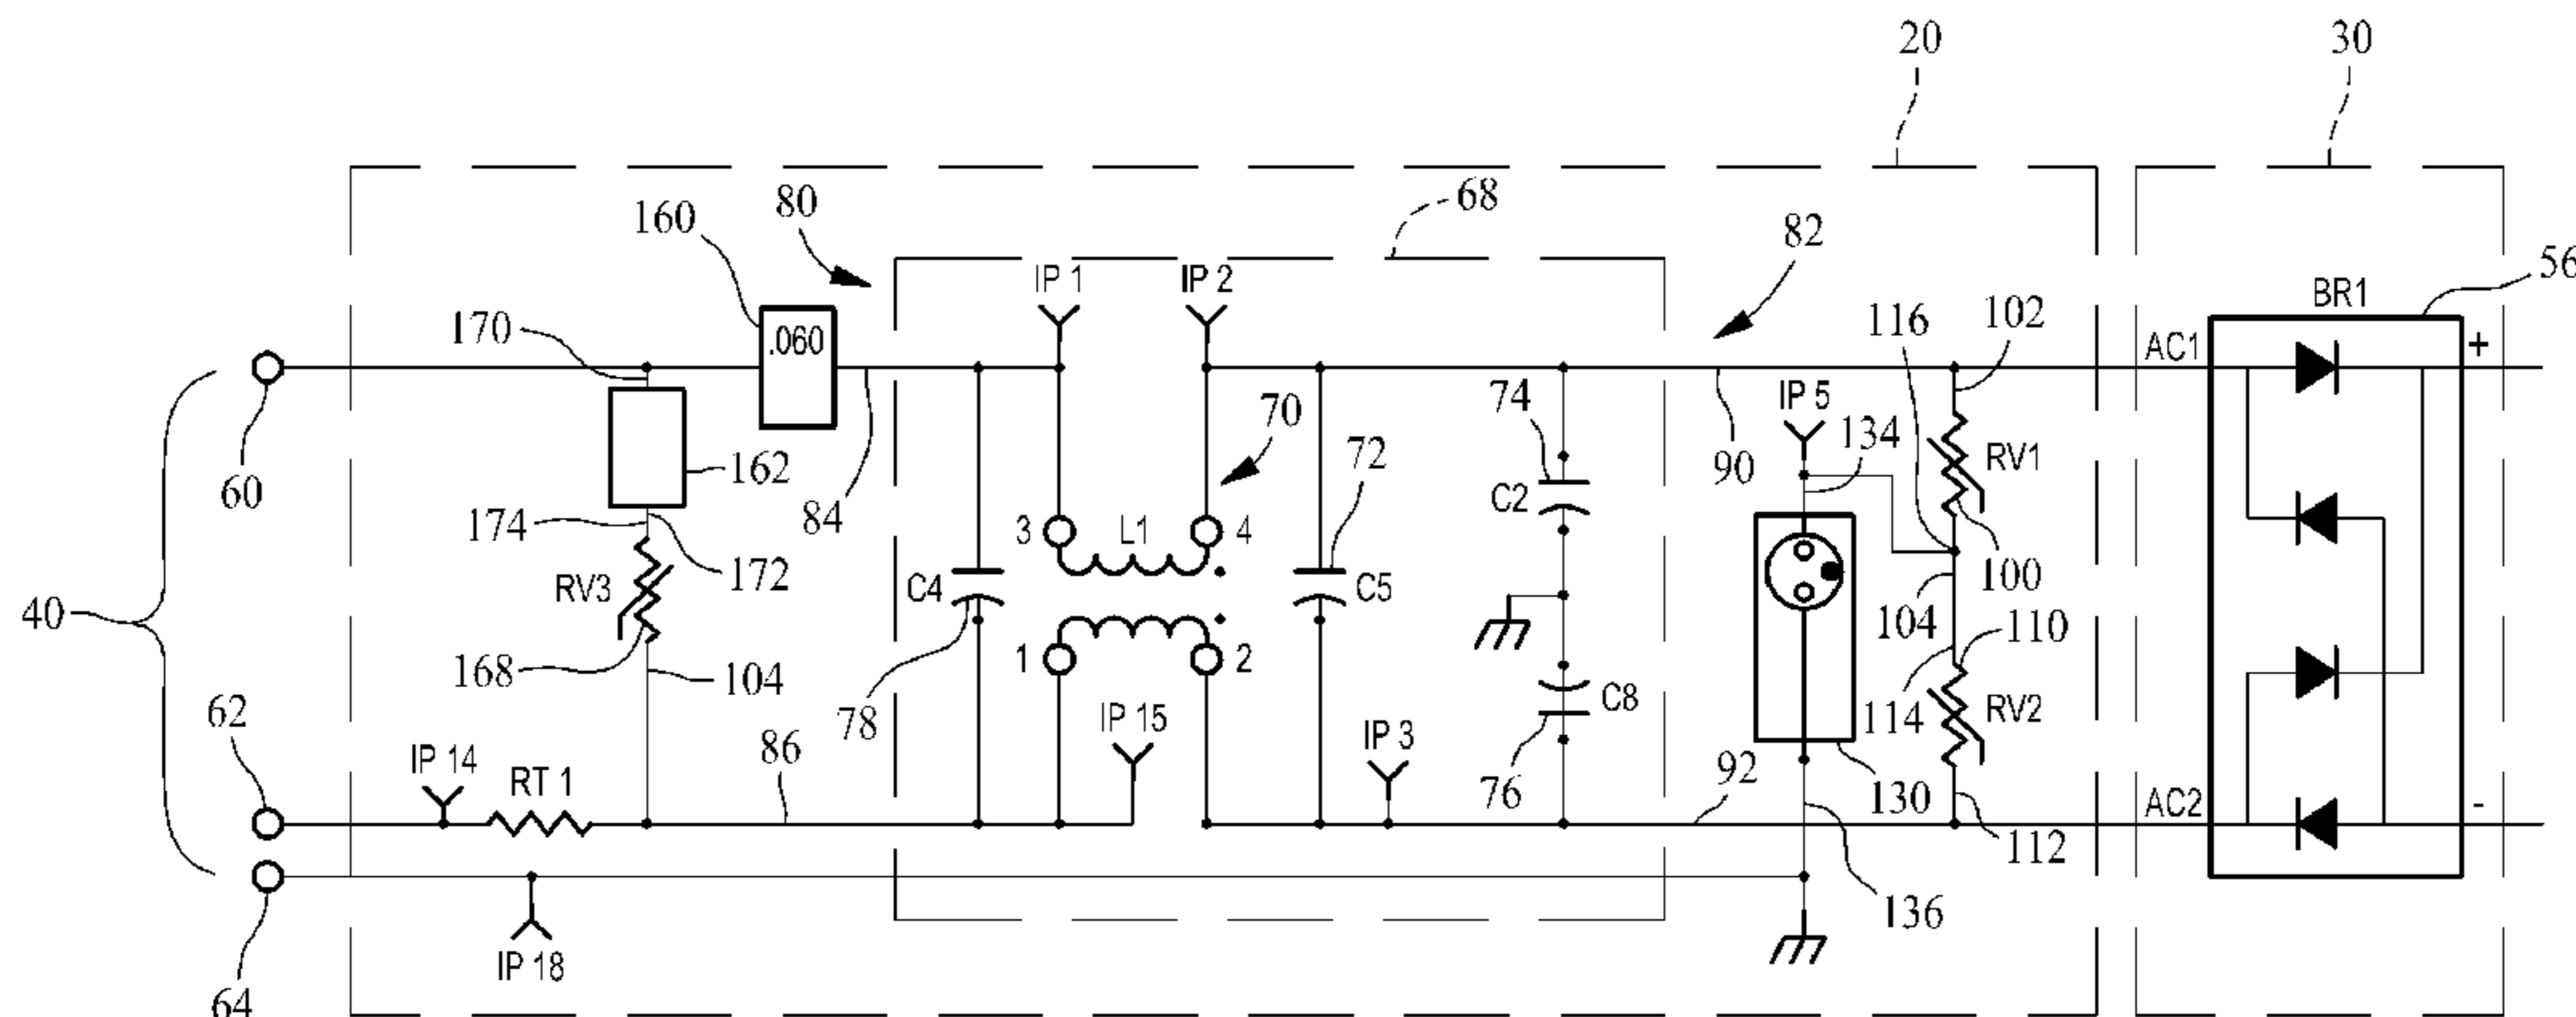 20
30
80
68
160
82
56
IP 1
IP 2
BR1
170
.060
116
102
AC1
+
74
IP 5
70
134
72
RV1
60
162
84
C2
90
3
L1
4
174
172
C4
C5
100
RV3
40
104
110
1
2
168
104
C8
62
78
IP 15
114
RV2
IP 14
RT 1
86
IP 3
76
92
130
AC2
-
112
136
IP 18
64